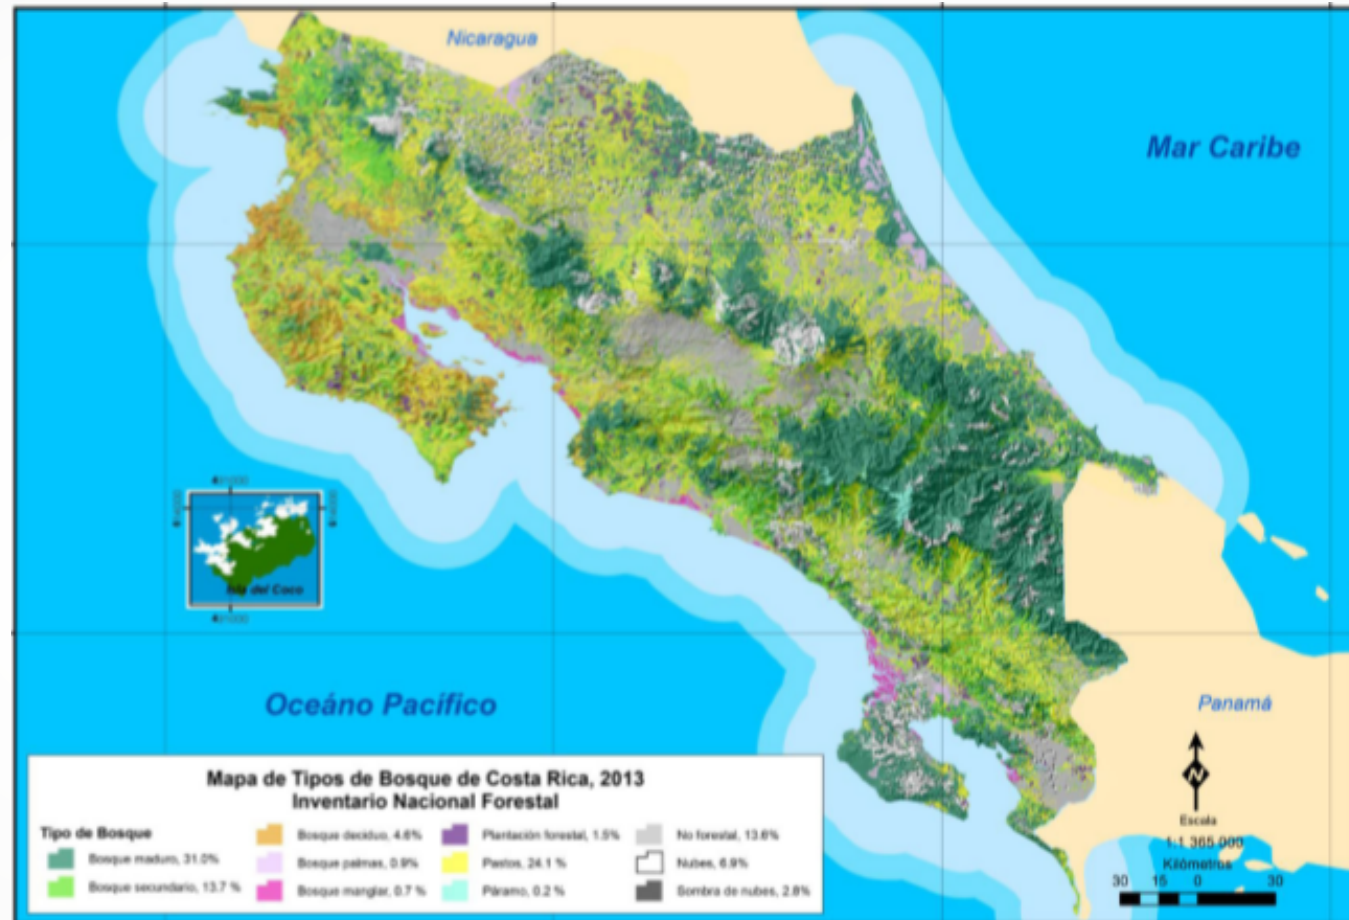 Nicaragua
Mar Caribe
Isla del Coco
Océano Pacífico
Panamá
Mapa de Tipos de Bosque de Costa Rica, 2013
Inventario Nacional Forestal
Tipo de Bosque
Bosque maduro, 31.0%
Bosque secundario, 13.7 %
Bosque deciduo, 4.6%
Bosque palmas, 0.9%
Bosque manglar, 0.7 %
Plantación forestal, 1.5%
Pastos, 24.1 %
Páramo, 0.2 %
No forestal, 13.6%
Nubes, 6.9%
Sombra de nubes, 2.8%
N
Escala
1:1 365 000
Kilómetros
30 15 0 30